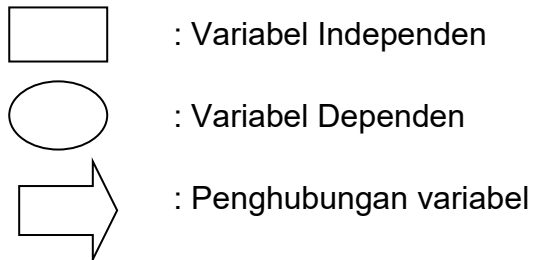 : Variabel Independen
: Variabel Dependen
: Penghubungan variabel